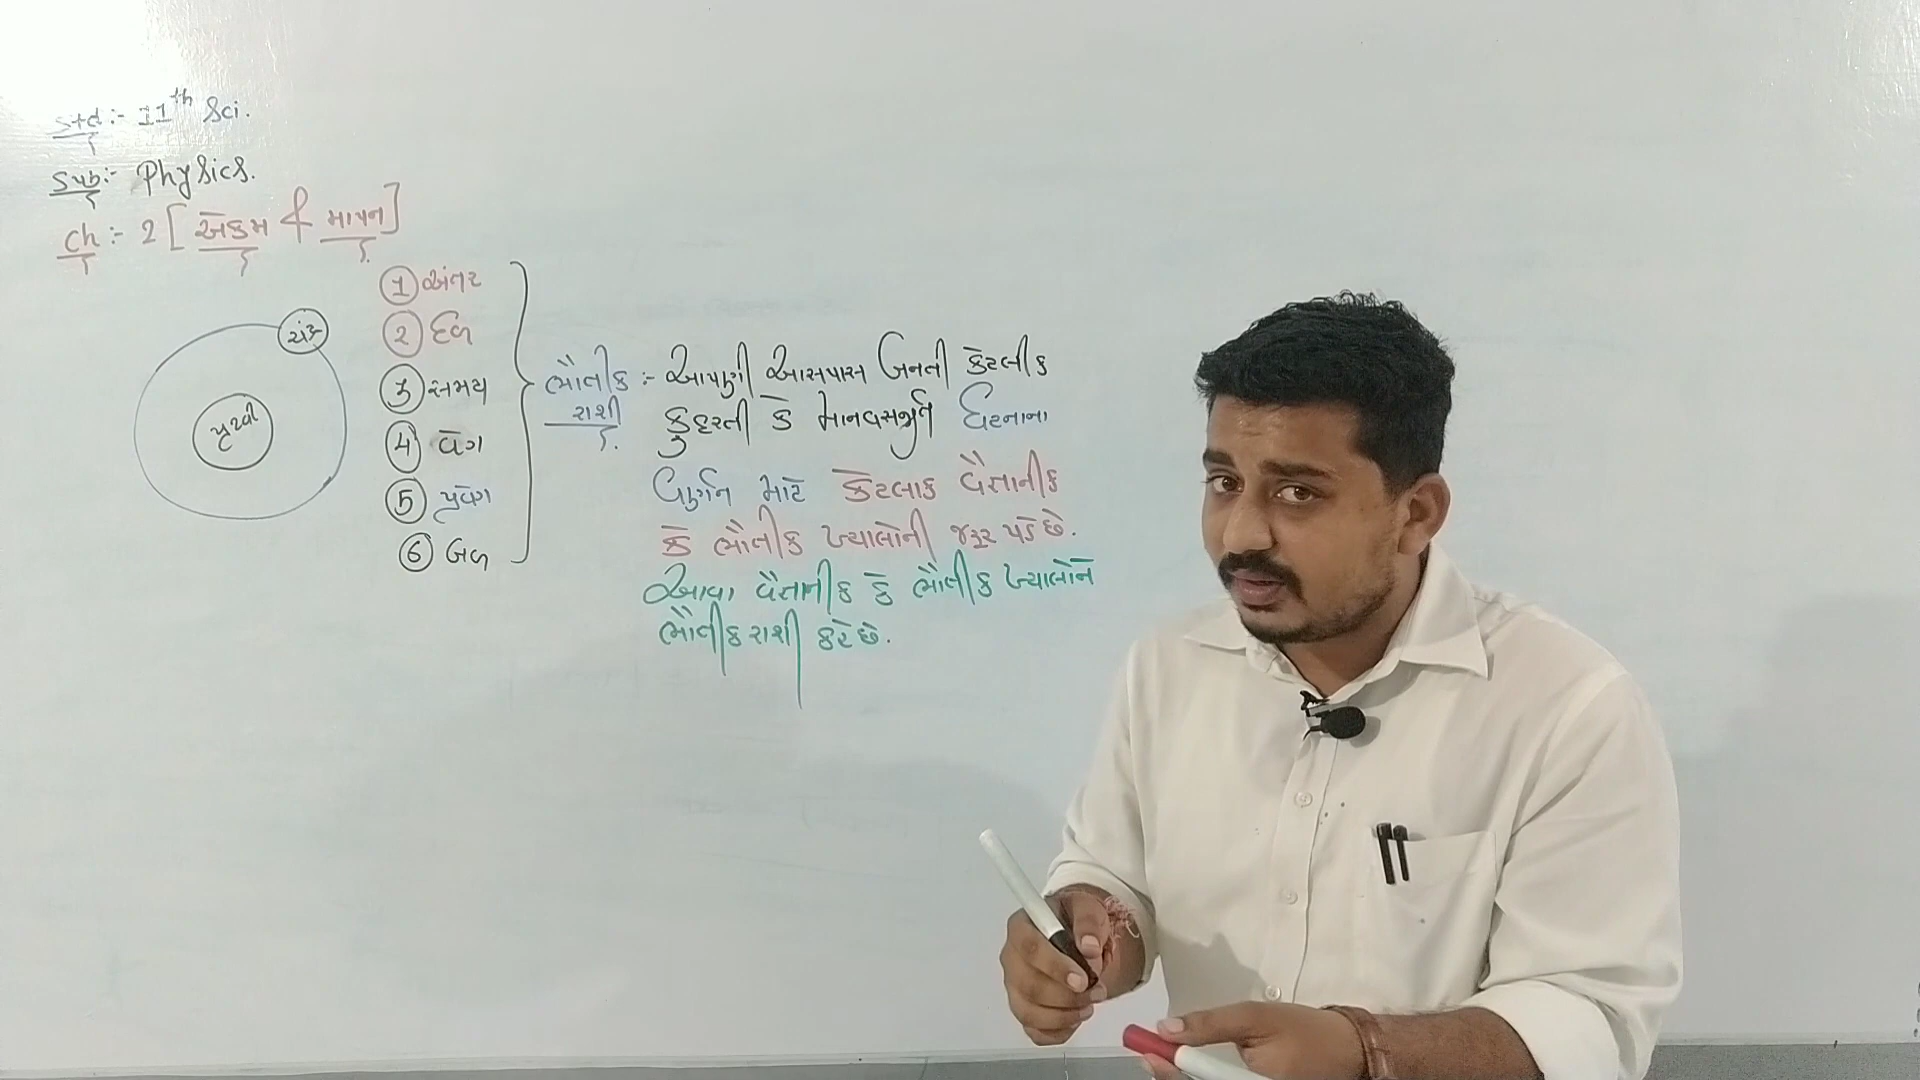 Std:- 11th Sci.
Sub:- Physics.
Ch:- 2 [ એકમ & માપન ]
ચંદ્ર
પૃથ્વી
1 અંતર
2 દળ
3 સમય
4 વેગ
5 પ્રવેગ
6 બળ
ભૌતીક રાશી :- આપણી આસપાસ બનતી કેટલીક
કુદરતી કે માનવસર્જીત ઘટનાના
વર્ણન માટે કેટલાક વૈજ્ઞાનીક
કે ભૌતીક ખ્યાલોની જરૂર પડે છે.
આવા વૈજ્ઞાનીક કે ભૌતીક ખ્યાલોને
ભૌતીક રાશી કહે છે.